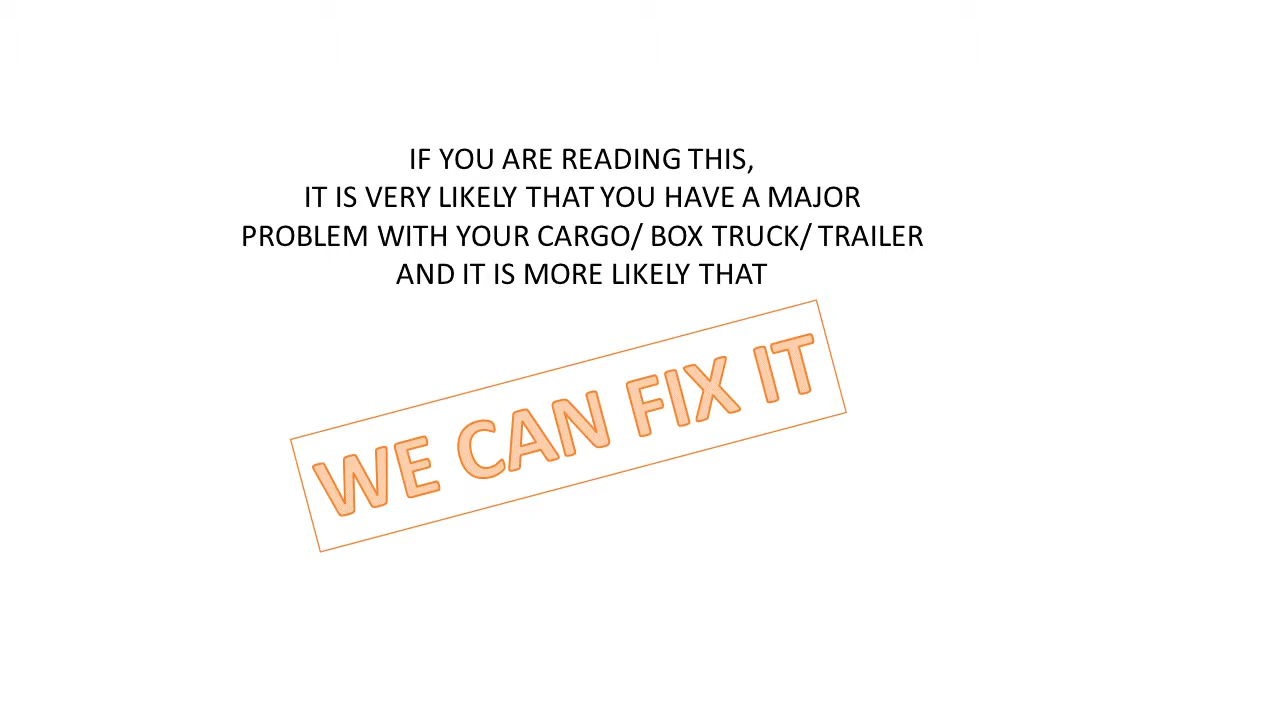 IF YOU ARE READING THIS,
IT IS VERY LIKELY THAT YOU HAVE A MAJOR
PROBLEM WITH YOUR CARGO/ BOX TRUCK/ TRAILER
AND IT IS MORE LIKELY THAT
WE CAN FIX IT